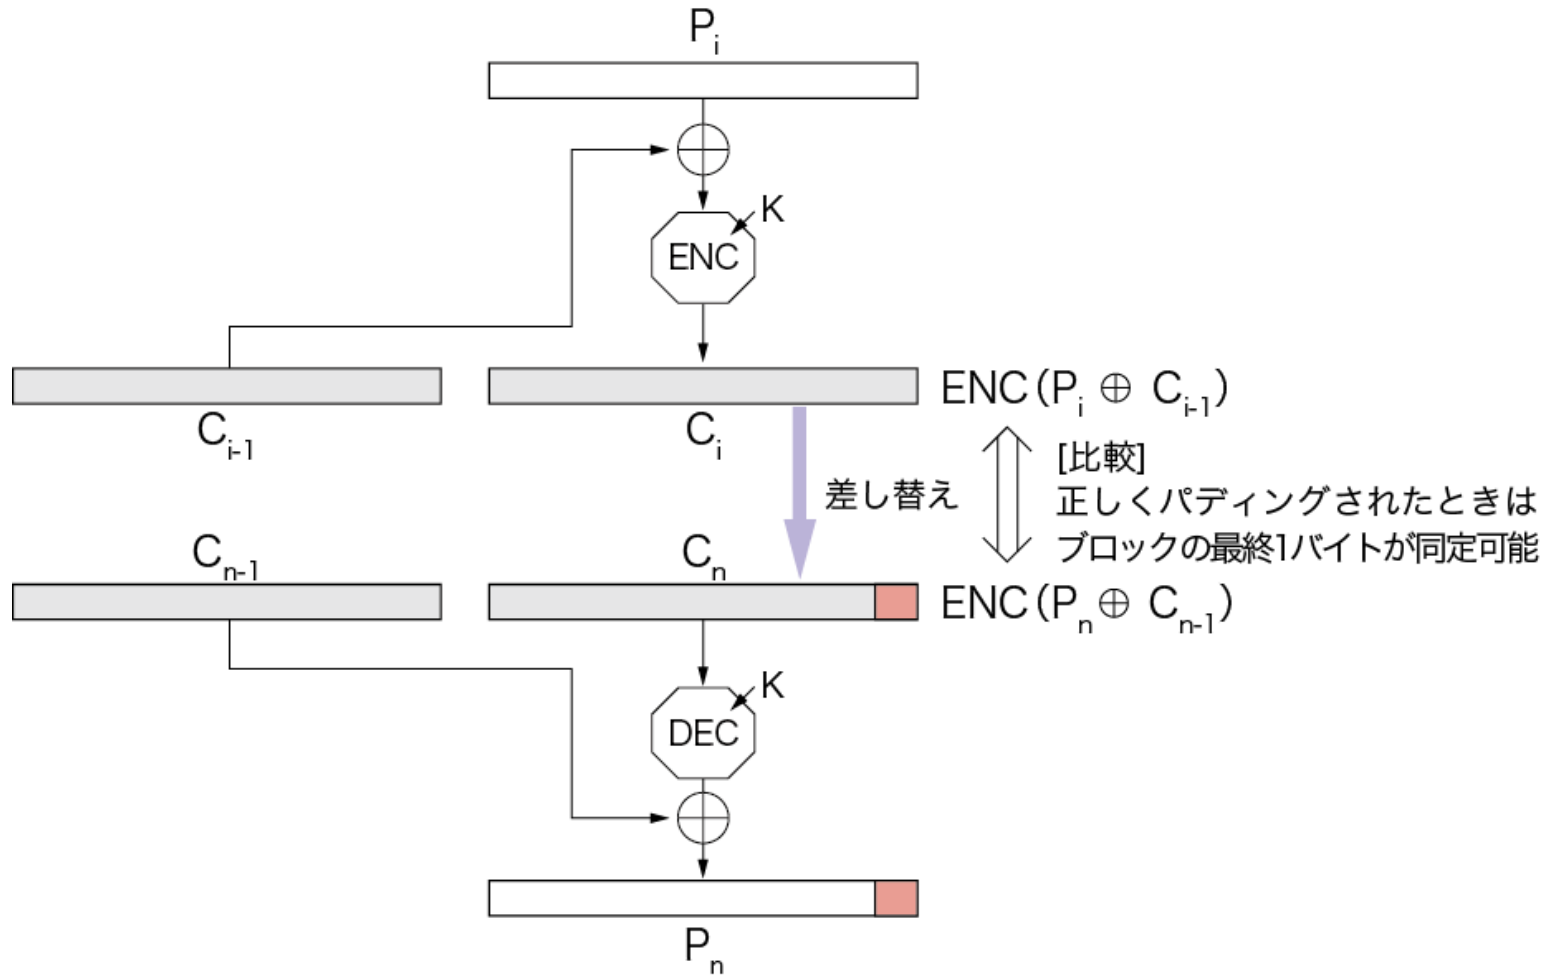 Pi
K
ENC
ENC(Pi ⊕ Ci-1)
Ci-1
Ci
[比較]
正しくパディングされたときは
ブロックの最終1バイトが同定可能
差し替え
Cn-1
Cn
ENC(Pn ⊕ Cn-1)
K
DEC
Pn